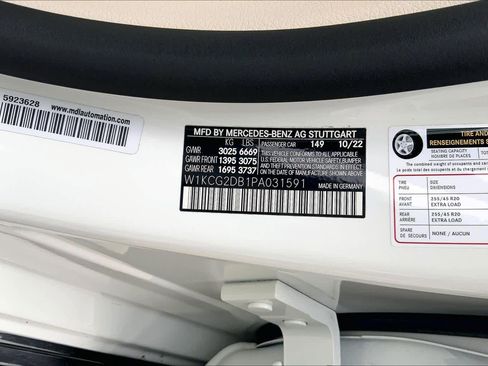 5923628
www.mdiautomation.com
MFD BY MERCEDES-BENZ AG STUTTGART
KG LBS PASSENGER CAR 149 10/22
GVWR 3025 6669 THIS VEHICLE CONFORMS TO ALL APPLICABLE
GAWR FRONT 1395 3075 U.S. FEDERAL MOTOR VEHICLE SAFETY, BUMPER
GAWR REAR 1695 3737 AND THEFT PREVENTION STANDARDS IN EFFECT ON THE DATE OF MANUFACTURE SHOWN ABOVE.
W1KCG2DB1PA031591
MADE IN GERMANY
TIRE AND
RENSEIGNEMENTS S
SEATING CAPACITY
NOMBRE DE PLACES
TIRE
PNEU
SIZE
DIMENSIONS
FRONT
AVANT
255/45 R20
EXTRA LOAD
REAR
ARRIÈRE
255/45 R20
EXTRA LOAD
SPARE
DE SECOURS
NONE / AUCUN